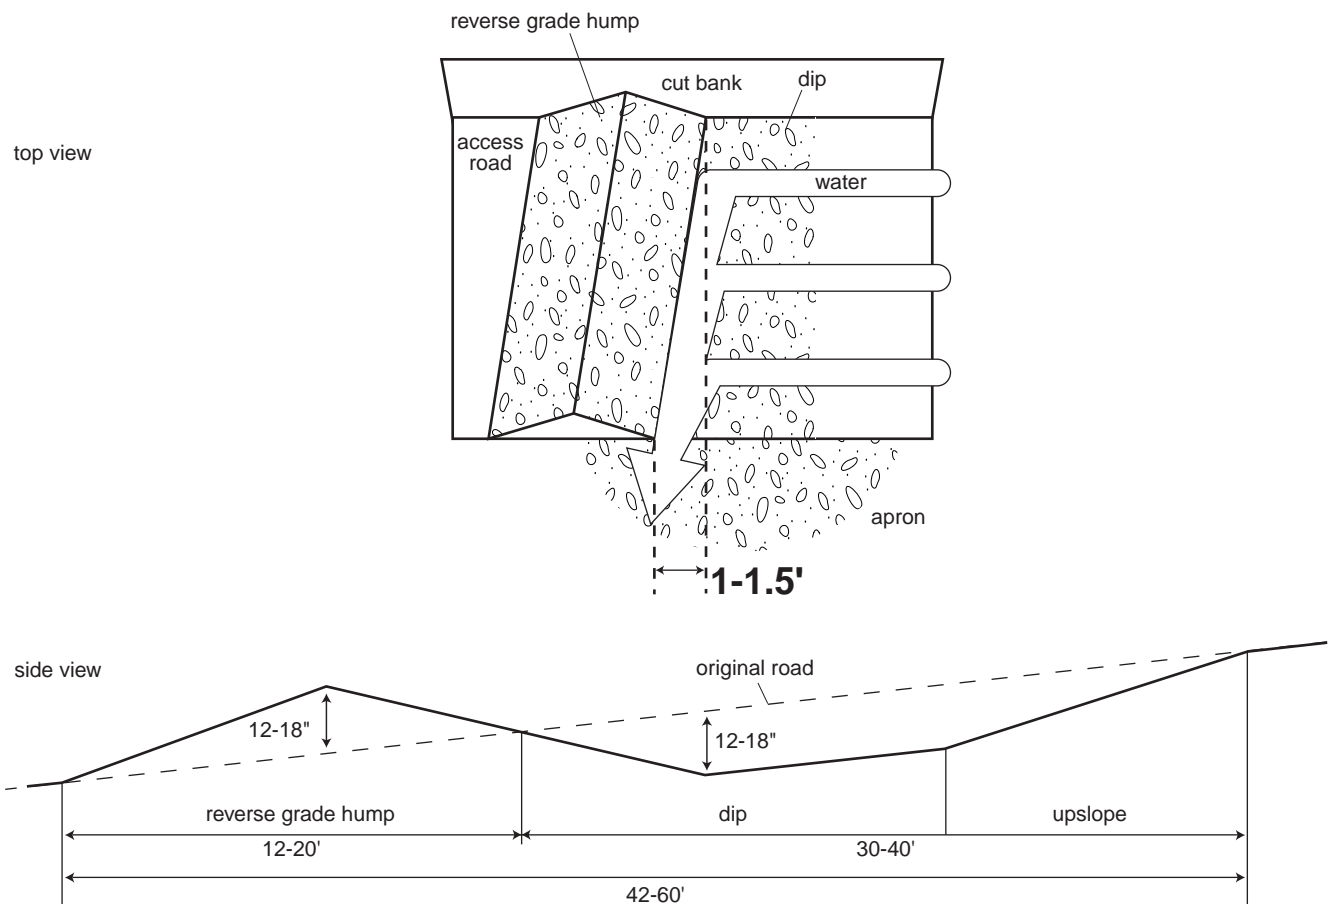 reverse grade hump
cut bank
dip
access
road
top view
water
apron
1-1.5'
side view
original road
12-18"
12-18"
reverse grade hump
dip
upslope
12-20'
30-40'
42-60'